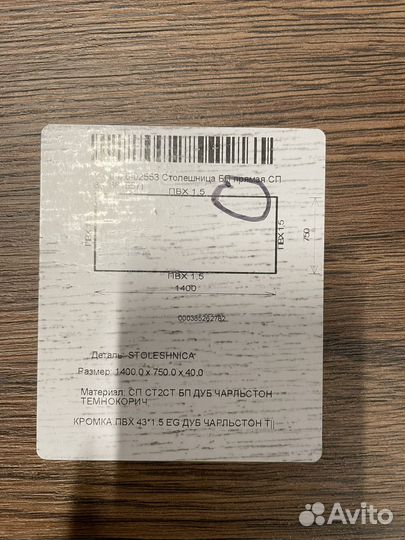 02553 Столешница БП прямая СП
ПВХ 1.5
ПВХ
ПВХ 1.5
750
ПВХ 1.5
1400
000385262782
Деталь: STOLESHNICA
Размер: 1400.0 x 750.0 x 40.0
Материал: СП СТ2СТ БП ДУБ ЧАРЛЬСТОН
ТЕМНОКОРИЧ
КРОМКА ПВХ 43*1.5 EG ДУБ ЧАРЛЬСТОН Т||
Avito